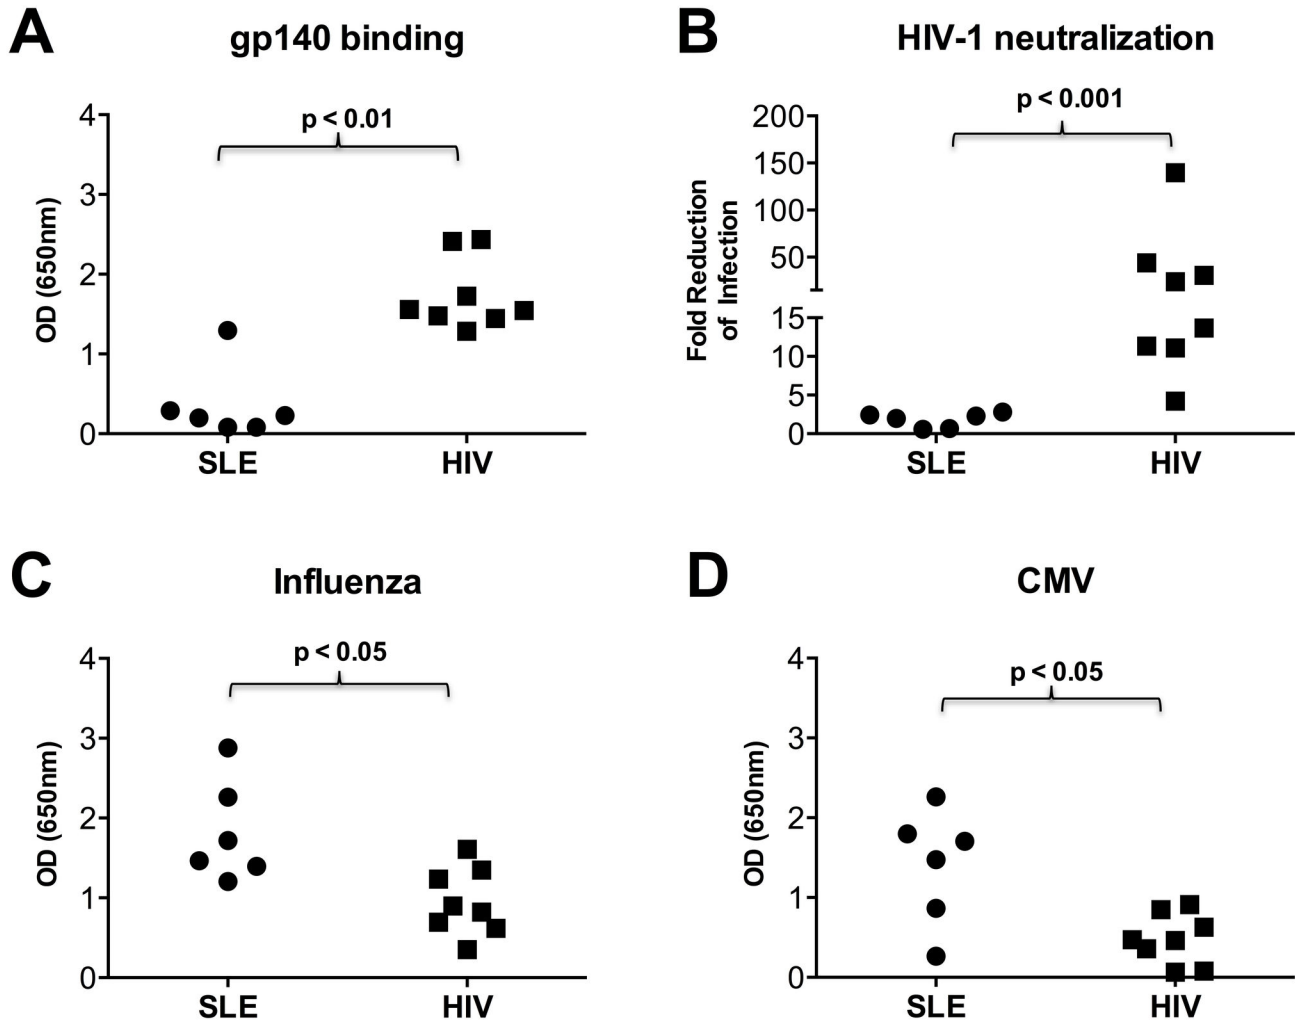 A
gp140 binding
p < 0.01
OD (650nm)
4
3
2
1
0
SLE
HIV
B
HIV-1 neutralization
p < 0.001
Fold Reduction
of Infection
200
150
100
50
15
10
5
0
SLE
HIV
C
Influenza
p < 0.05
OD (650nm)
4
3
2
1
0
SLE
HIV
D
CMV
p < 0.05
OD (650nm)
4
3
2
1
0
SLE
HIV